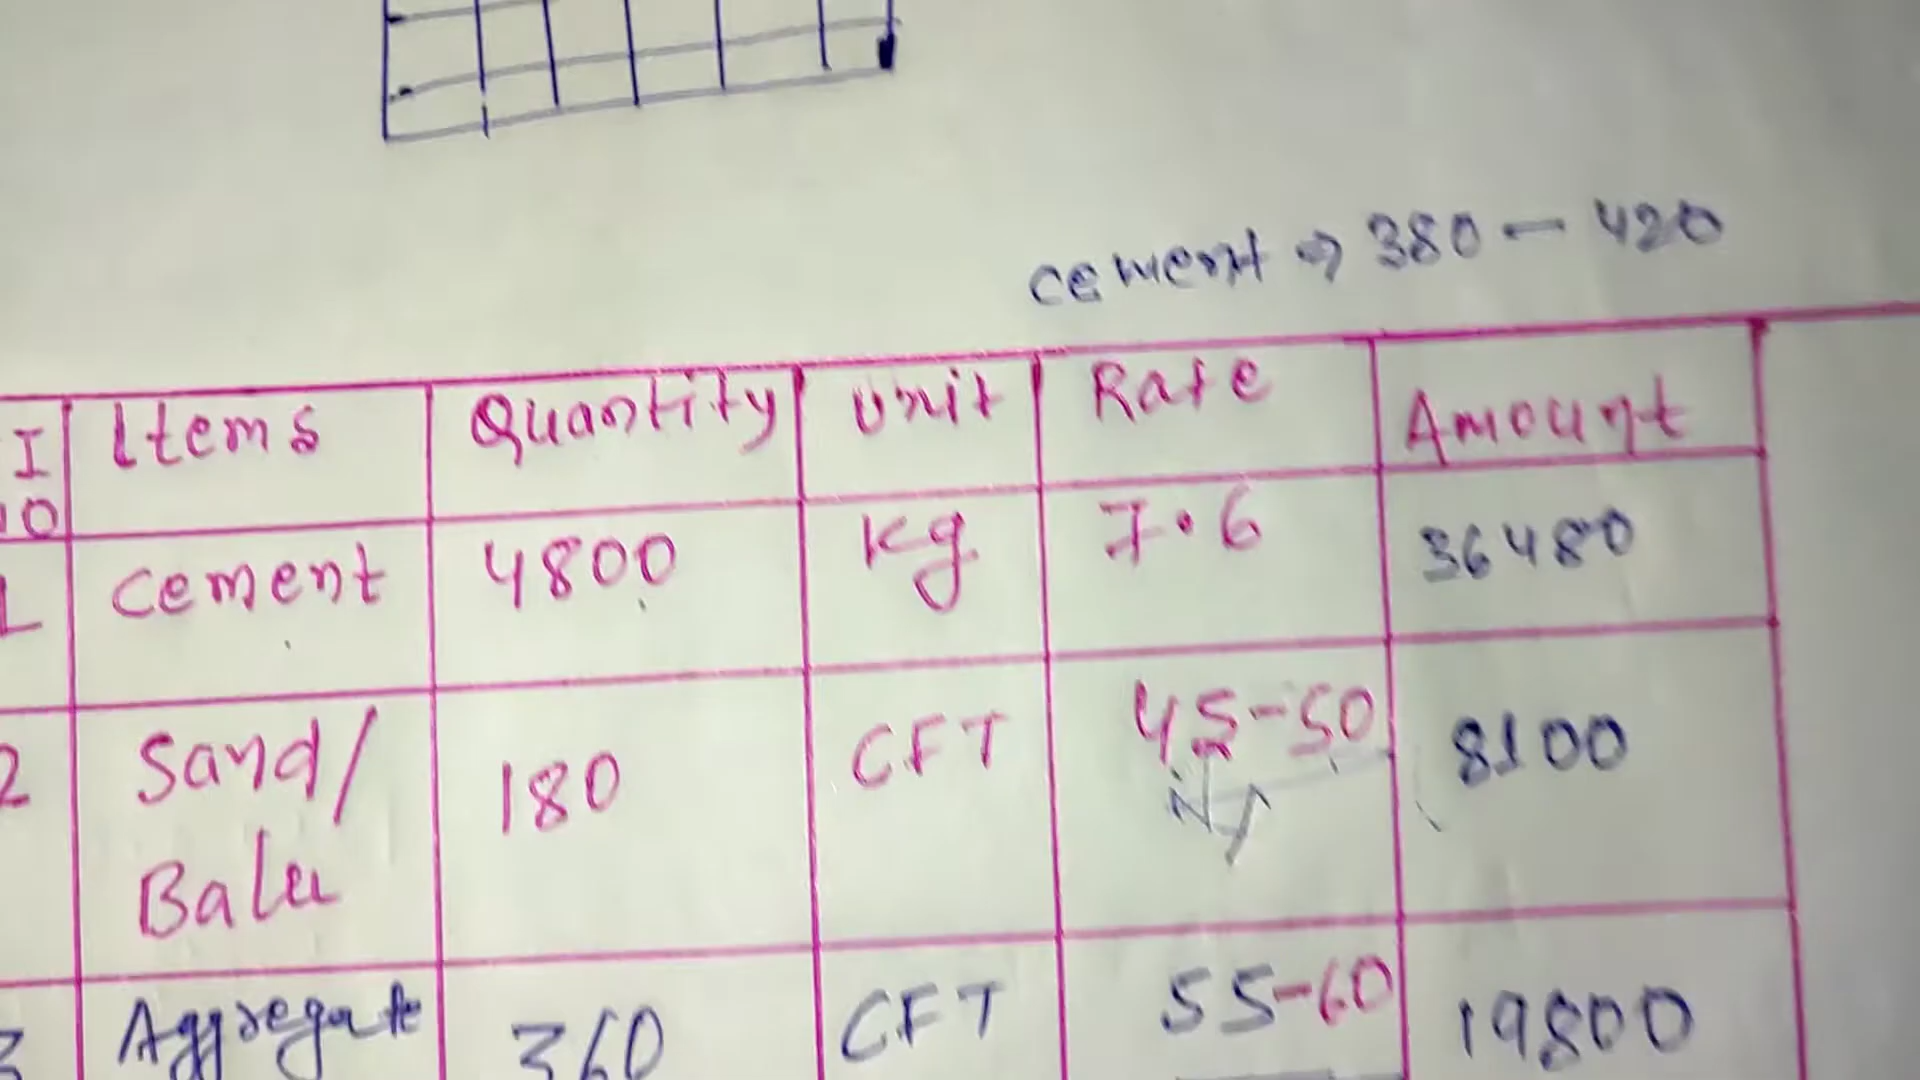 cement ⇒ 380 - 420
Items Quantity Unit Rate Amount
1 cement 4800 kg 7.6 36480
2 Sand/ 180 CFT 45-50 8100
Balu
3 Aggregate 360 CFT 55-60 19800